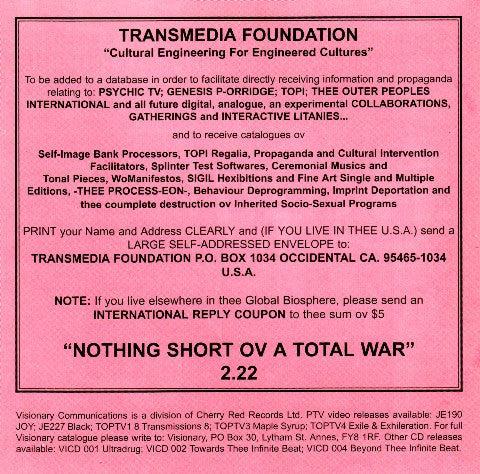 TRANSMEDIA FOUNDATION
“Cultural Engineering For Engineered Cultures”
To be added to a database in order to facilitate directly receiving information and propaganda
relating to: PSYCHIC TV; GENESIS P-ORRIDGE; TOPI; THEE OUTER PEOPLES
INTERNATIONAL and all future digital, analogue, an experimental COLLABORATIONS,
GATHERINGS and INTERACTIVE LITANIES...
and to receive catalogues ov
Self-Image Bank Processors, TOPI Regalia, Propaganda and Cultural Intervention
Facilitators, Splinter Test Softwares, Ceremonial Musics and
Tonal Pieces, WoManifestos, SIGIL Hexibitions and Fine Art Single and Multiple
Editions, -THEE PROCESS-EON-, Behaviour Deprogramming, Imprint Deportation and
thee coumplete destruction ov Inherited Socio-Sexual Programs
PRINT your Name and Address CLEARLY and (IF YOU LIVE IN THEE U.S.A.) send a
LARGE SELF-ADDRESSED ENVELOPE to:
TRANSMEDIA FOUNDATION P.O. BOX 1034 OCCIDENTAL CA. 95465-1034
U.S.A.
NOTE: If you live elsewhere in thee Global Biosphere, please send an
INTERNATIONAL REPLY COUPON to thee sum ov $5
“NOTHING SHORT OV A TOTAL WAR”
2.22
Visionary Communications is a division of Cherry Red Records Ltd. PTV video releases available: JE190
JOY; JE227 Black; TOPTV1 8 Transmissions 8; TOPTV3 Maple Syrup; TOPTV4 Exile & Exhileration. For full
Visionary catalogue please write to: Visionary, PO Box 30, Lytham St. Annes, FY8 1RF. Other CD releases
available: VICD 001 Ultradrug: VICD 002 Towards Thee Infinite Beat; VICD 004 Beyond Thee Infinite Beat.